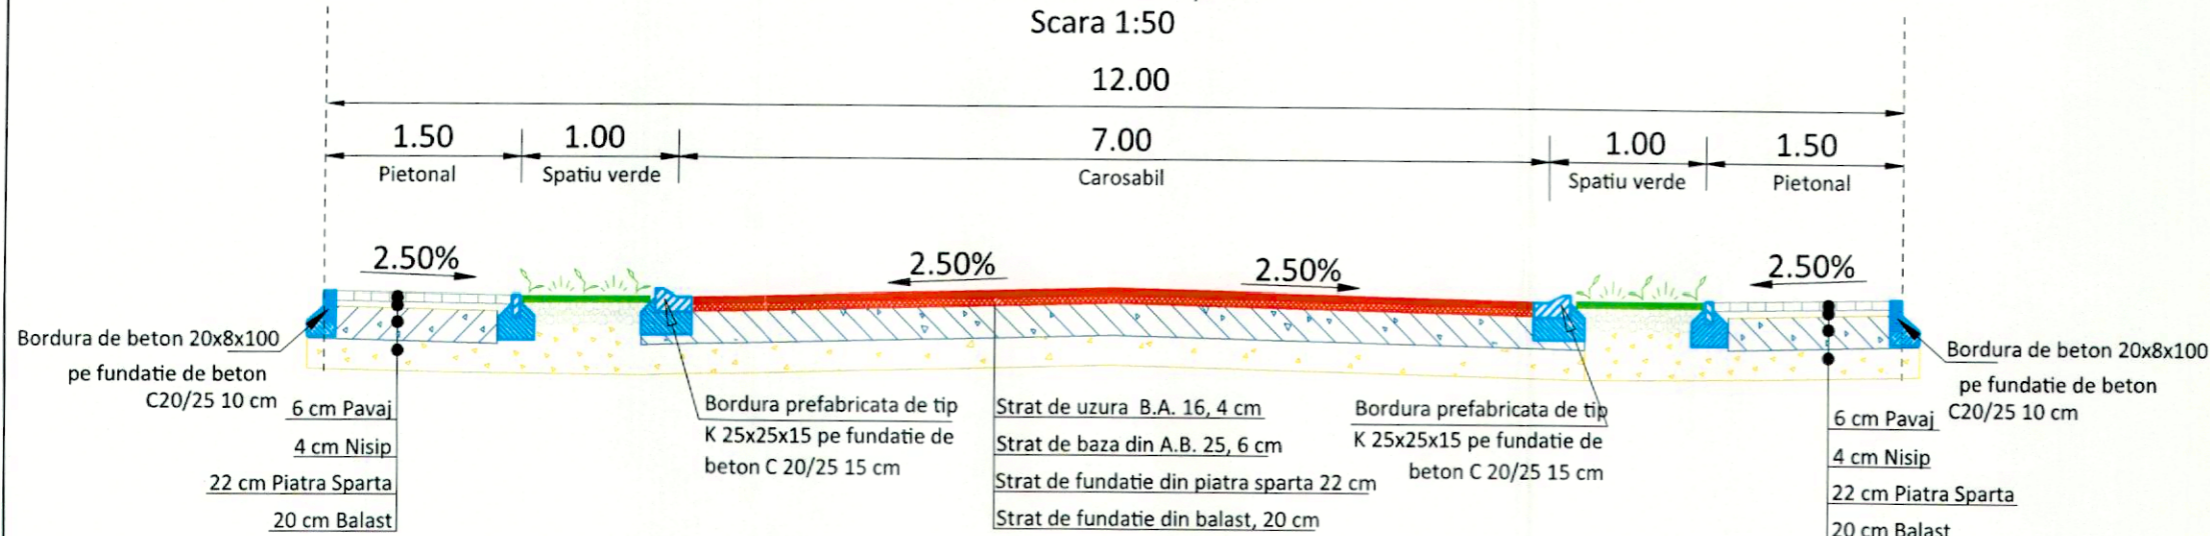 Scara 1:50
12.00
1.50
1.00
7.00
1.00
1.50
Pietonal
Spatiu verde
Carosabil
Spatiu verde
Pietonal
2.50%
2.50%
2.50%
2.50%
Bordura de beton 20x8x100
pe fundatie de beton
C20/25 10 cm
6 cm Pavaj
4 cm Nisip
22 cm Piatra Sparta
20 cm Balast
Bordura prefabricata de tip
K 25x25x15 pe fundatie de
beton C 20/25 15 cm
Strat de uzura B.A. 16, 4 cm
Strat de baza din A.B. 25, 6 cm
Strat de fundatie din piatra sparta 22 cm
Strat de fundatie din balast, 20 cm
Bordura prefabricata de tip
K 25x25x15 pe fundatie de
beton C 20/25 15 cm
Bordura de beton 20x8x100
pe fundatie de beton
C20/25 10 cm
6 cm Pavaj
4 cm Nisip
22 cm Piatra Sparta
20 cm Balast